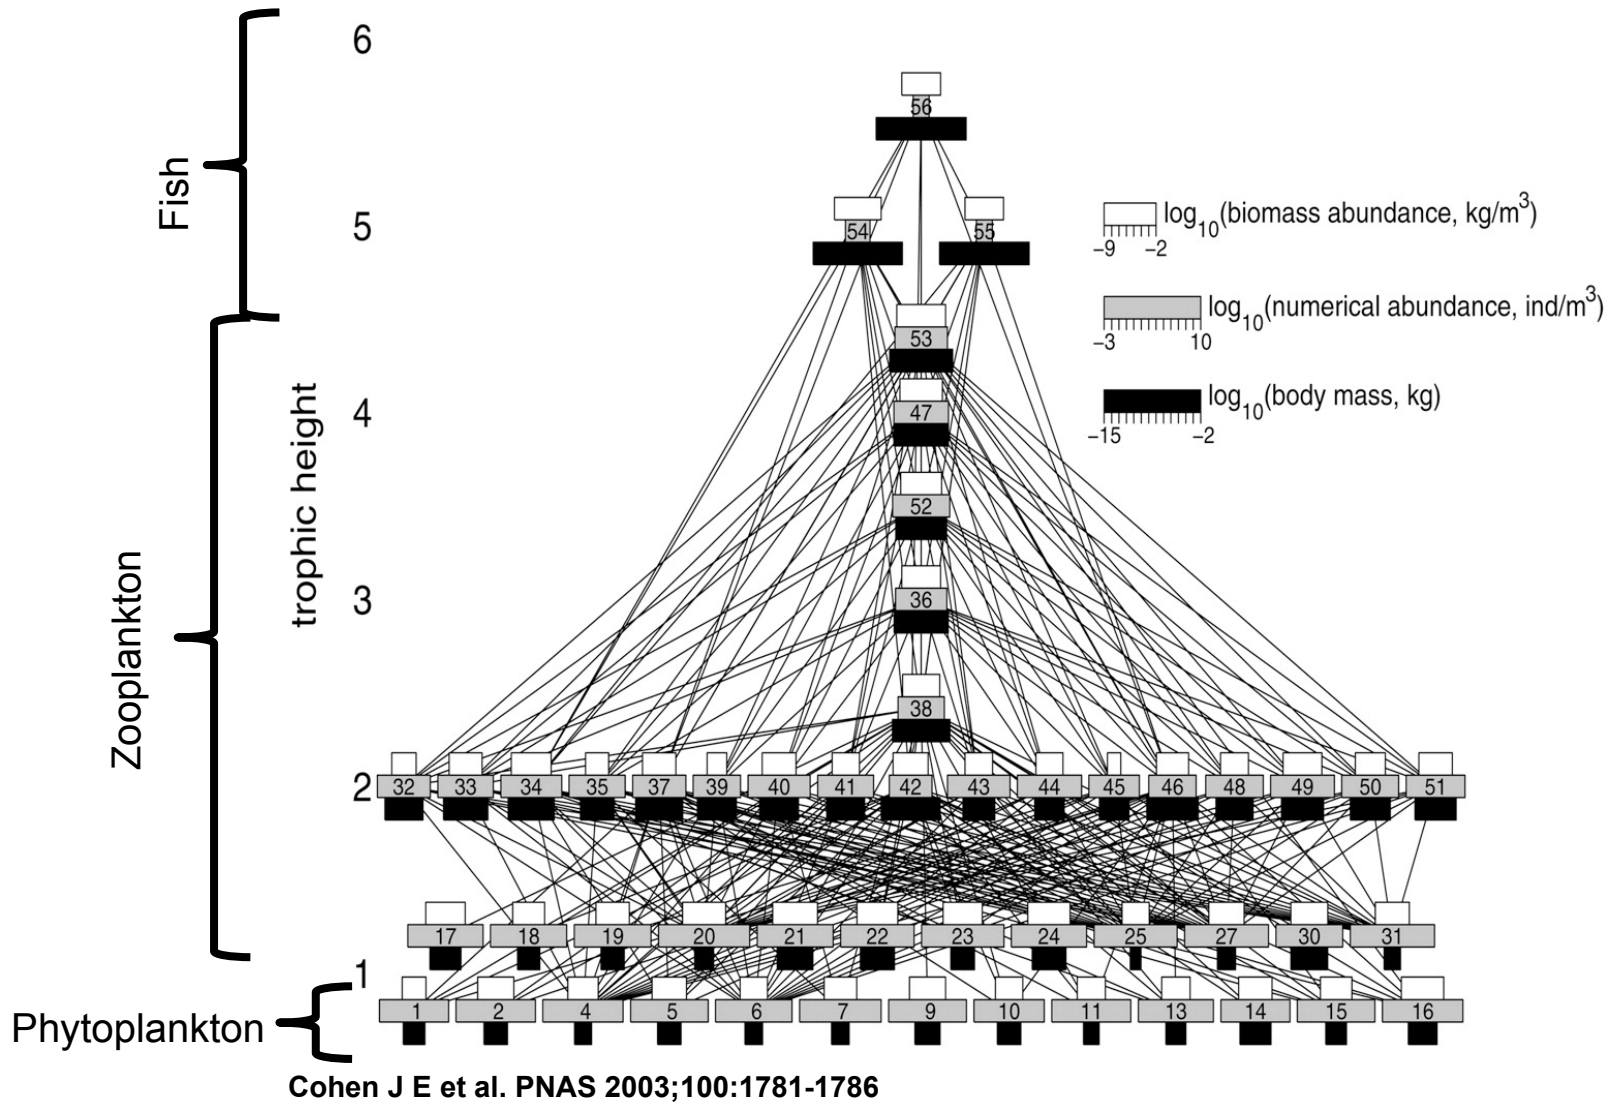 Fish
Zooplankton
Phytoplankton
trophic height
6
5
4
3
2
1
56
54 55
53
47
52
36
38
32 33 34 35 37 39 40 41 42 43 44 45 46 48 49 50 51
17 18 19 20 21 22 23 24 25 27 30 31
1 2 4 5 6 7 9 10 11 13 14 15 16
log10(biomass abundance, kg/m3)
−9 −2
log10(numerical abundance, ind/m3)
−3 10
log10(body mass, kg)
−15 −2
Cohen J E et al. PNAS 2003;100:1781-1786